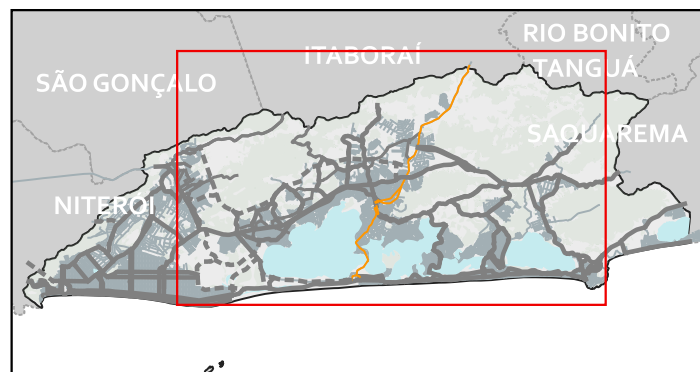 RIO BONITO
ITABORAÍ
TANGUÁ
SÃO GONÇALO
SAQUAREMA
NITEROI